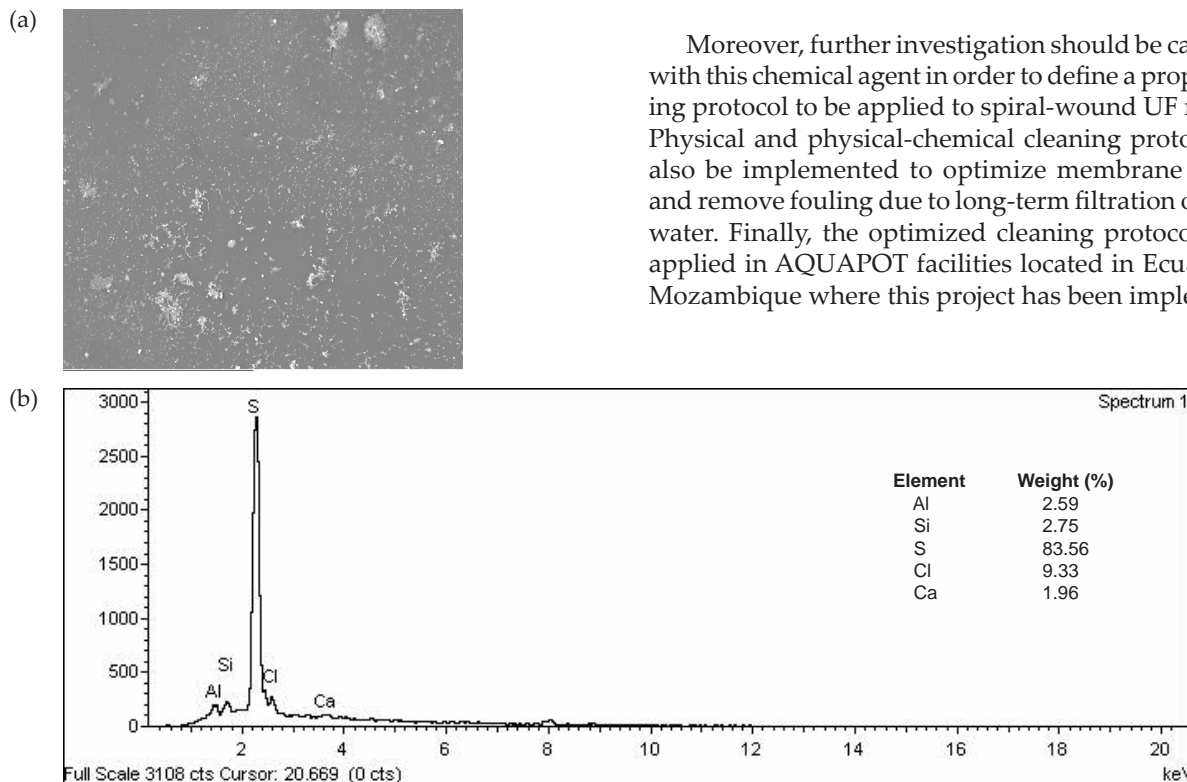 (a)
Moreover, further investigation should be ca
with this chemical agent in order to define a prop
ing protocol to be applied to spiral-wound UF
Physical and physical-chemical cleaning proto
also be implemented to optimize membrane
and remove fouling due to long-term filtration o
water. Finally, the optimized cleaning protoco
applied in AQUAPOT facilities located in Ecua
Mozambique where this project has been imple
(b)
Spectrum 1
3000
2500
2000
1500
1000
500
0
S
Si
Al
Cl
Ca
Element Weight (%)
Al 2.59
Si 2.75
S 83.56
Cl 9.33
Ca 1.96
2 4 6 8 10 12 14 16 18 20
Full Scale 3108 cts Cursor: 20.669 (0 cts) keV